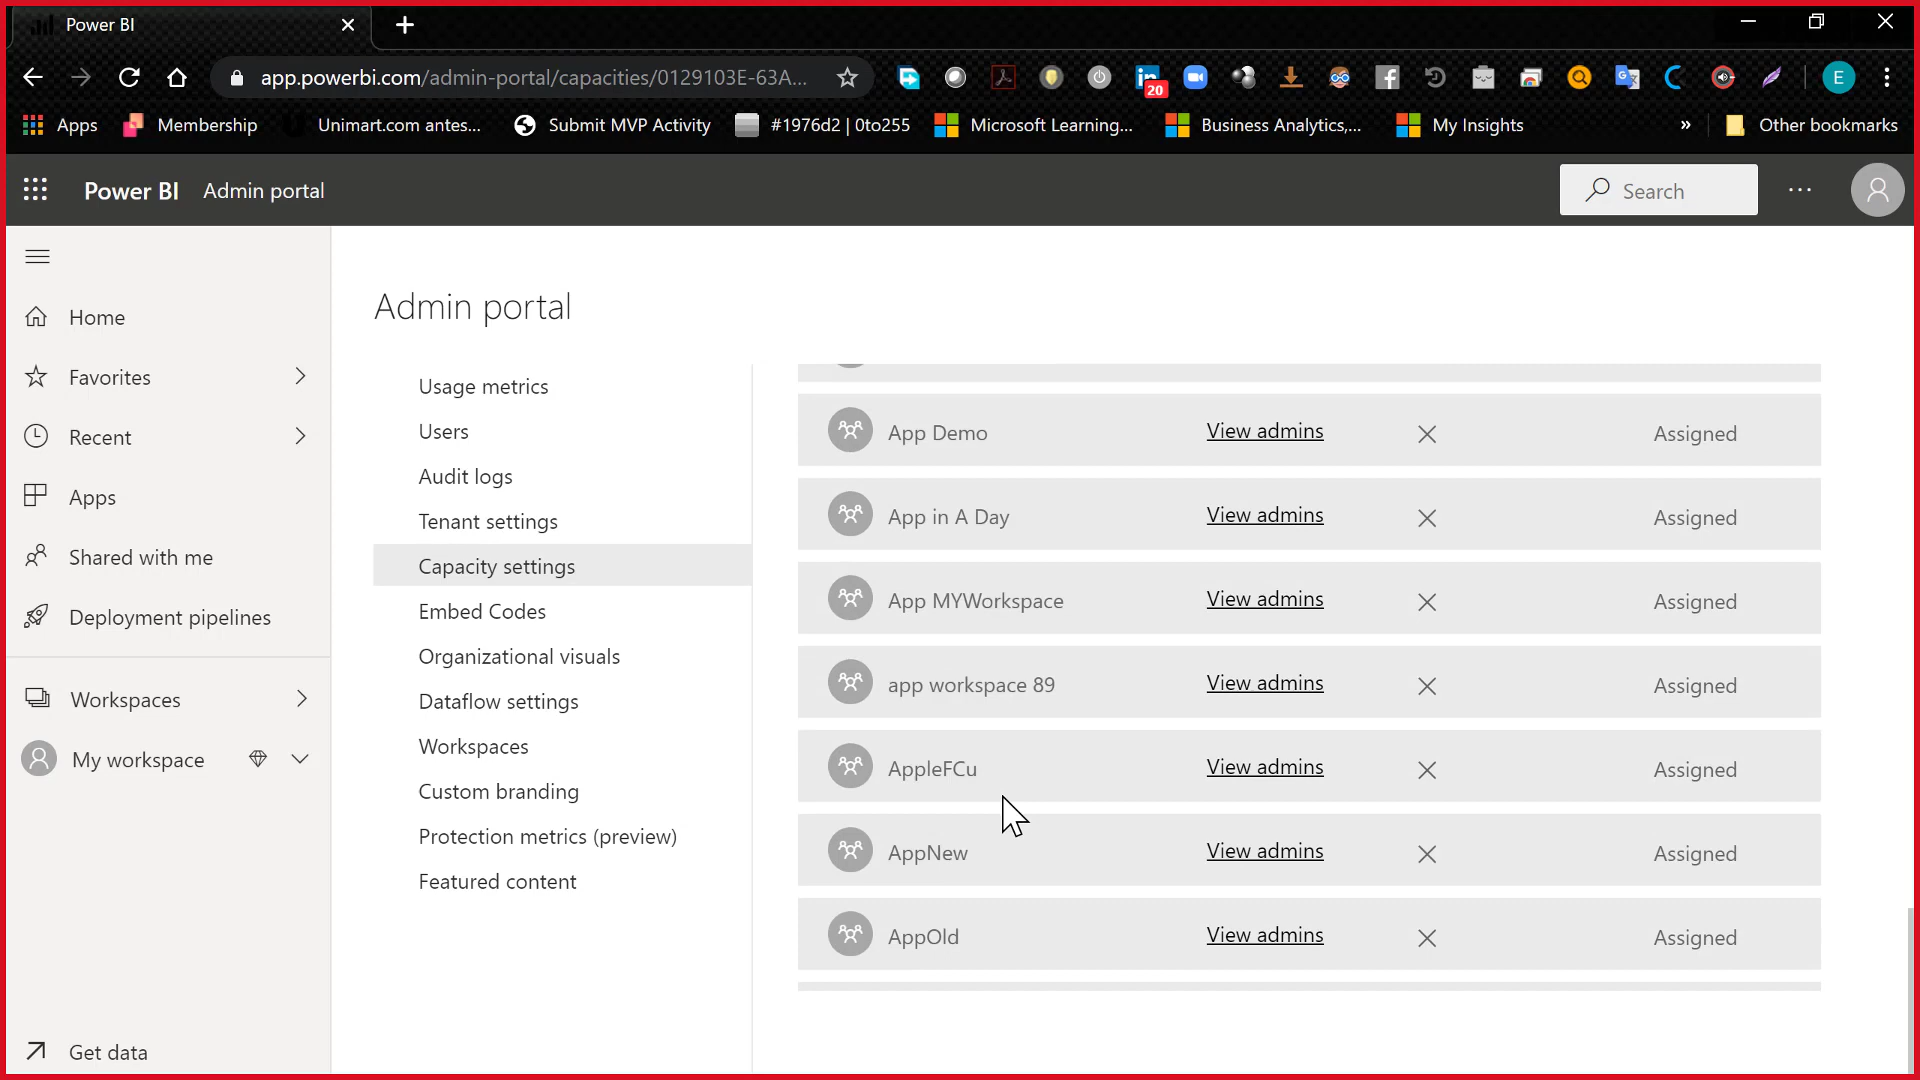 Power BI
app.powerbi.com/admin-portal/capacities/0129103E-63A...
20
E
Apps
Membership
Unimart.com antes...
Submit MVP Activity
#1976d2 | 0to255
Microsoft Learning...
Business Analytics,...
My Insights
»
Other bookmarks
Power BI Admin portal
Search
Home
Favorites
Recent
Apps
Shared with me
Deployment pipelines
Workspaces
My workspace
Get data
Admin portal
Usage metrics
Users
Audit logs
Tenant settings
Capacity settings
Embed Codes
Organizational visuals
Dataflow settings
Workspaces
Custom branding
Protection metrics (preview)
Featured content
App Demo View admins Assigned
App in A Day View admins Assigned
App MYWorkspace View admins Assigned
app workspace 89 View admins Assigned
AppleFCu View admins Assigned
AppNew View admins Assigned
AppOld View admins Assigned